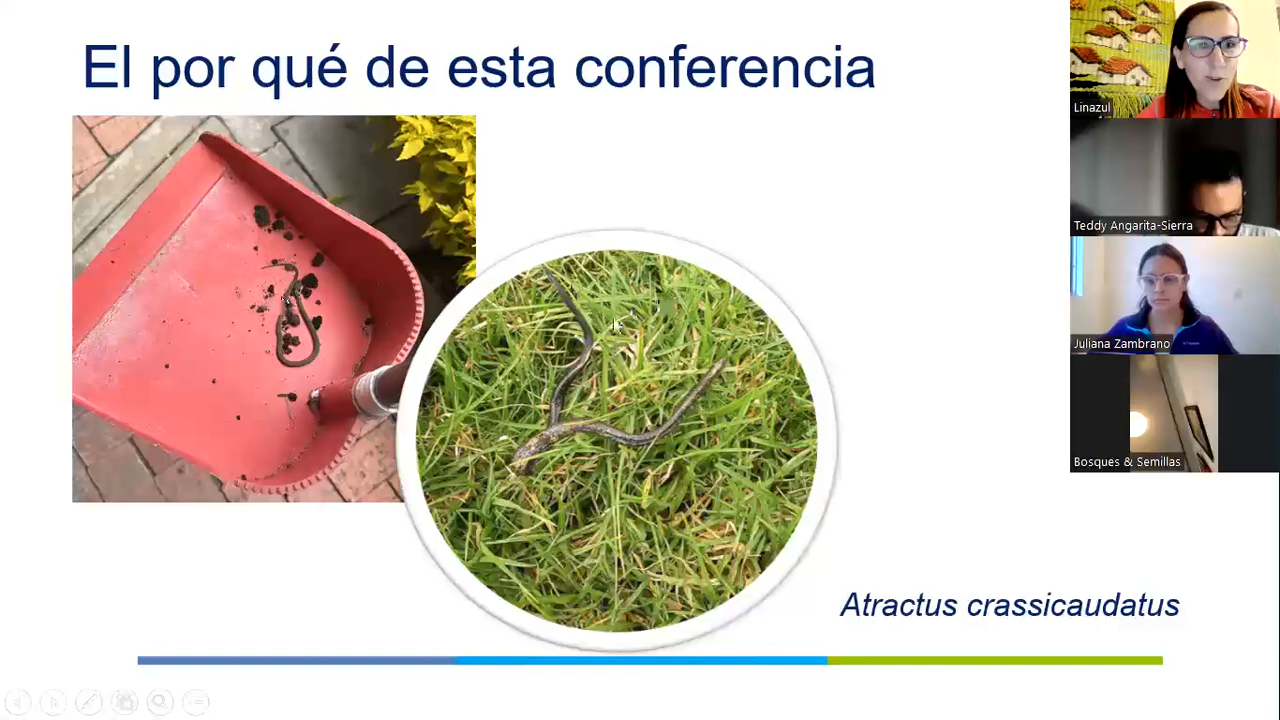 El por qué de esta conferencia
Linazul
Teddy Angarita-Sierra
Juliana Zambrano
Bosques & Semillas
Atractus crassicaudatus